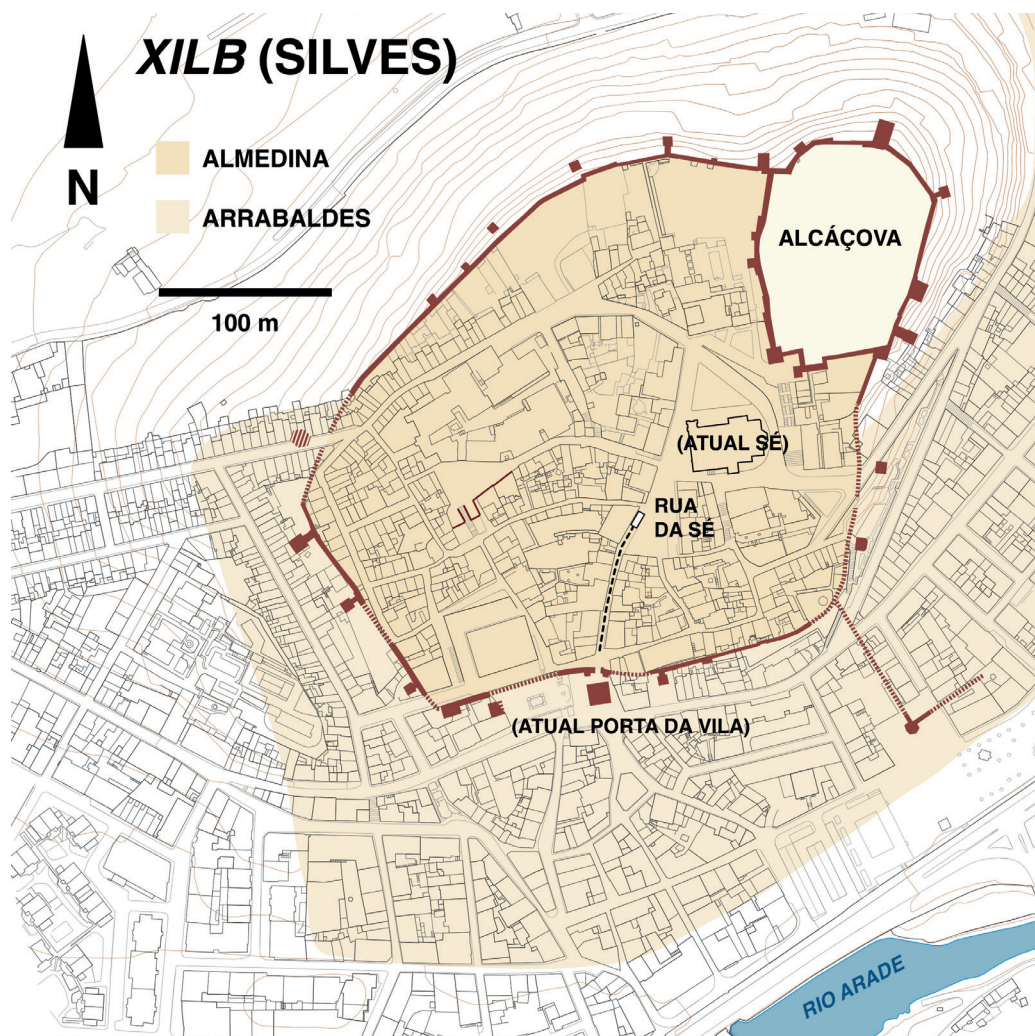 XILB (SILVES)
N
ALMEDINA
ARRABALDES
100 m
ALCÁÇOVA
(ATUAL SÉ)
RUA
DA SÉ
(ATUAL PORTA DA VILA)
RIO ARADE